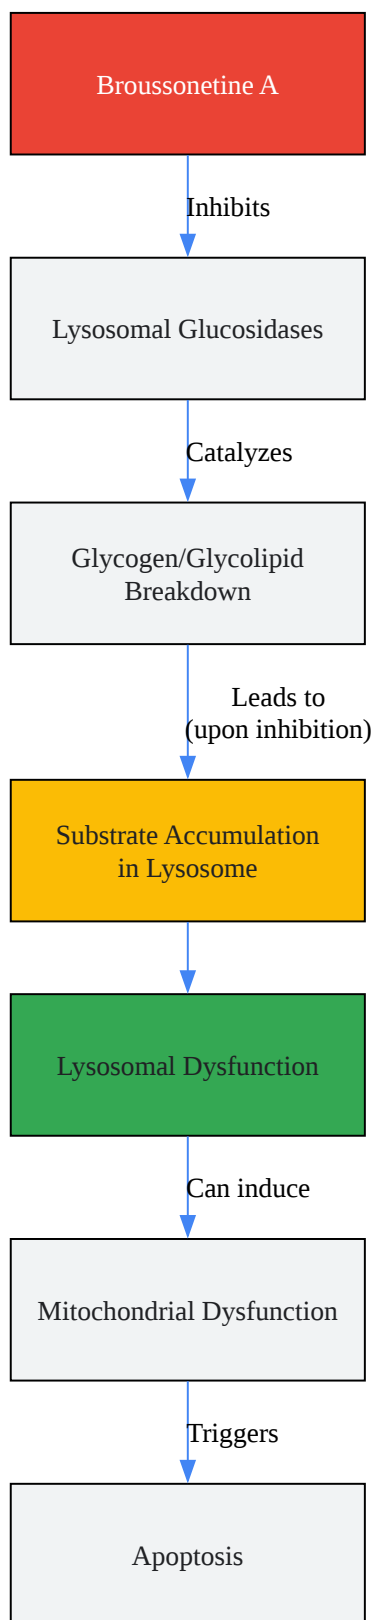 Broussonetine A
Inhibits
Lysosomal Glucosidases
Catalyzes
Glycogen/Glycolipid
Breakdown
Leads to
(upon inhibition)
Substrate Accumulation
in Lysosome
Lysosomal Dysfunction
Can induce
Mitochondrial Dysfunction
Triggers
Apoptosis